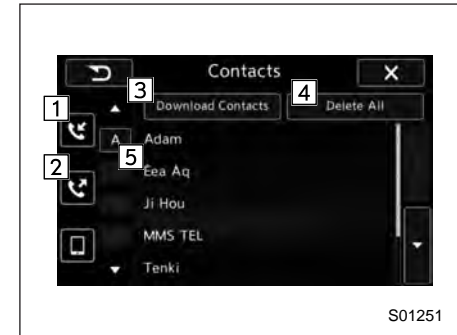 Contacts
3
4
1
Download Contacts
Delete All
A
Adam
5
2
Eea Aq
Ji Hou
MMS TEL
Tenki
S01251